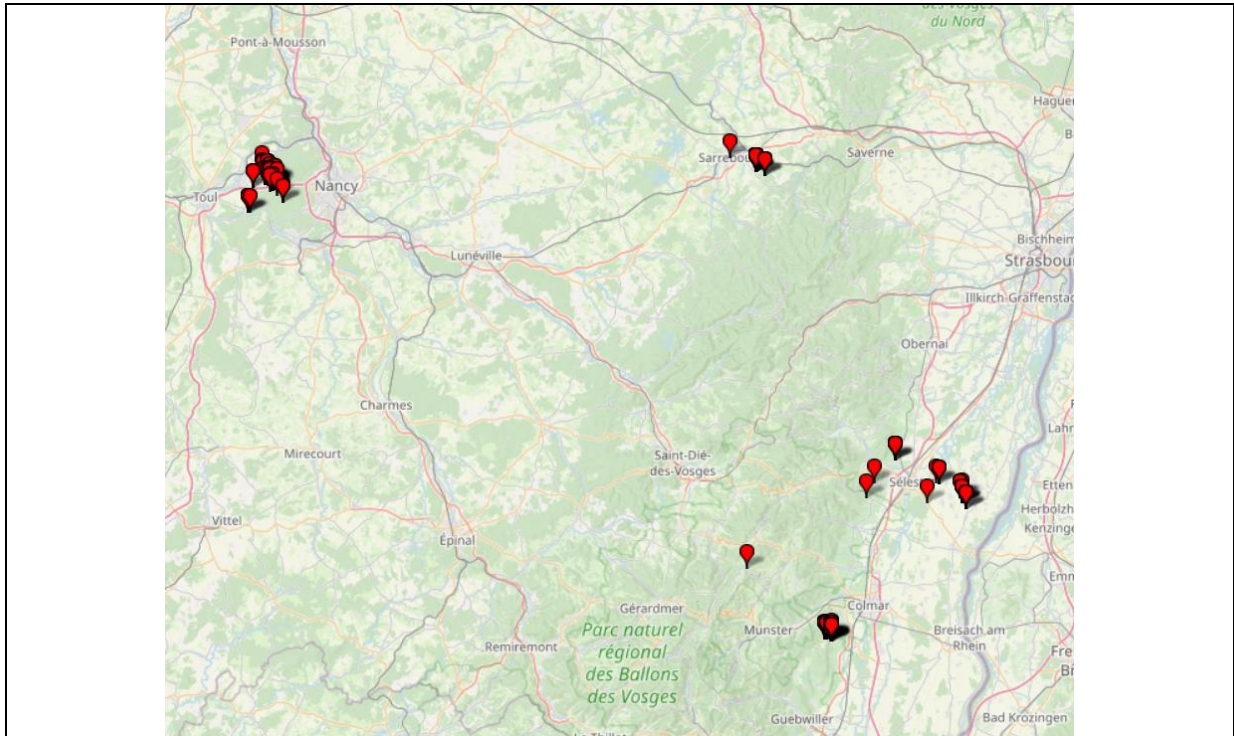 des Vosges
du Nord
Pont-à-Mousson
Hague
Sarrebou
Saverne
Nancy
Toul
Bischheim
Lunéville
Strasbour
Illkirch-Graffenstad
Obernai
Charmes
Lahr
Mirecourt
Saint-Dié-
des-Vosges
Séles
Etten
Herbolzh
Kenzinge
Vittel
Épinal
Emm
Gérardmer
Colmar
Parc naturel
régional
des Ballons
des Vosges
Munster
Breisach am
Rhein
Remiremont
Fre
Guebwiller
Bad Krozingen